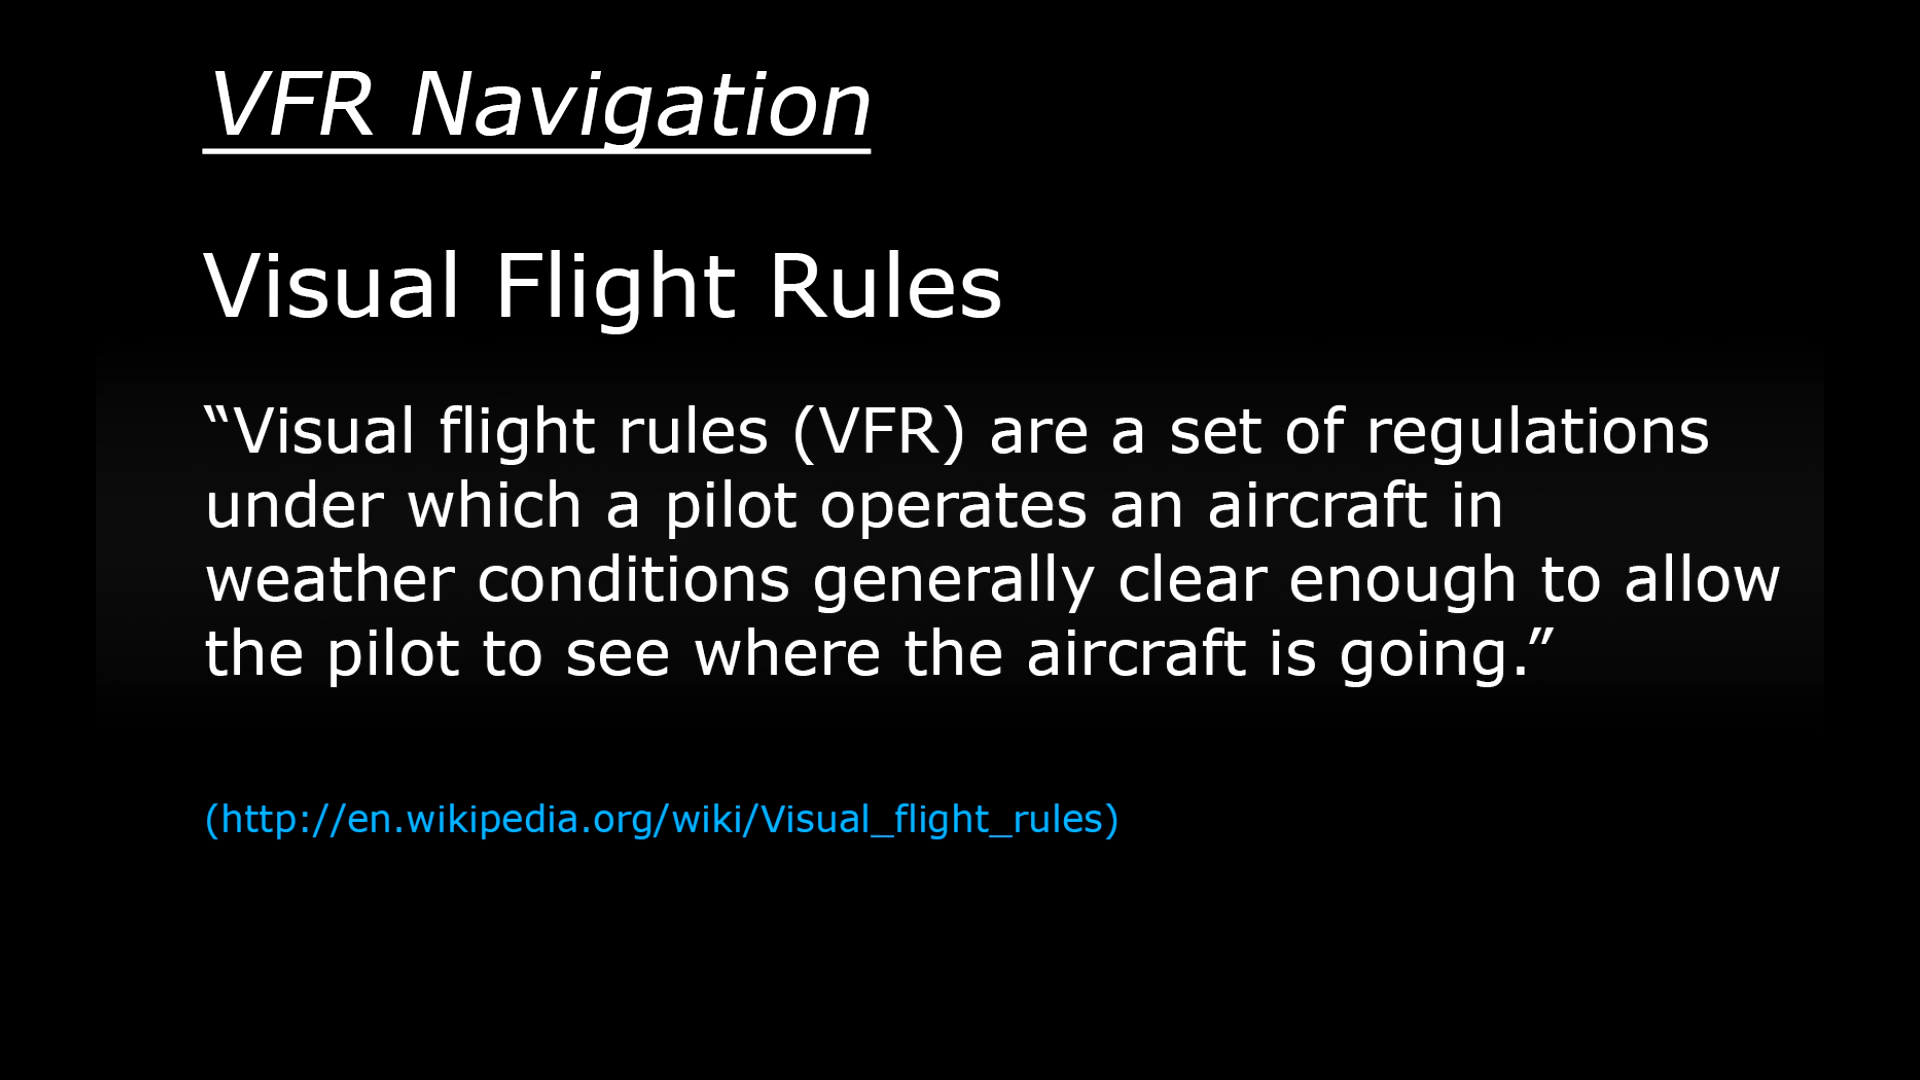 VFR Navigation
Visual Flight Rules
“Visual flight rules (VFR) are a set of regulations
under which a pilot operates an aircraft in
weather conditions generally clear enough to allow
the pilot to see where the aircraft is going.”
(http://en.wikipedia.org/wiki/Visual_flight_rules)